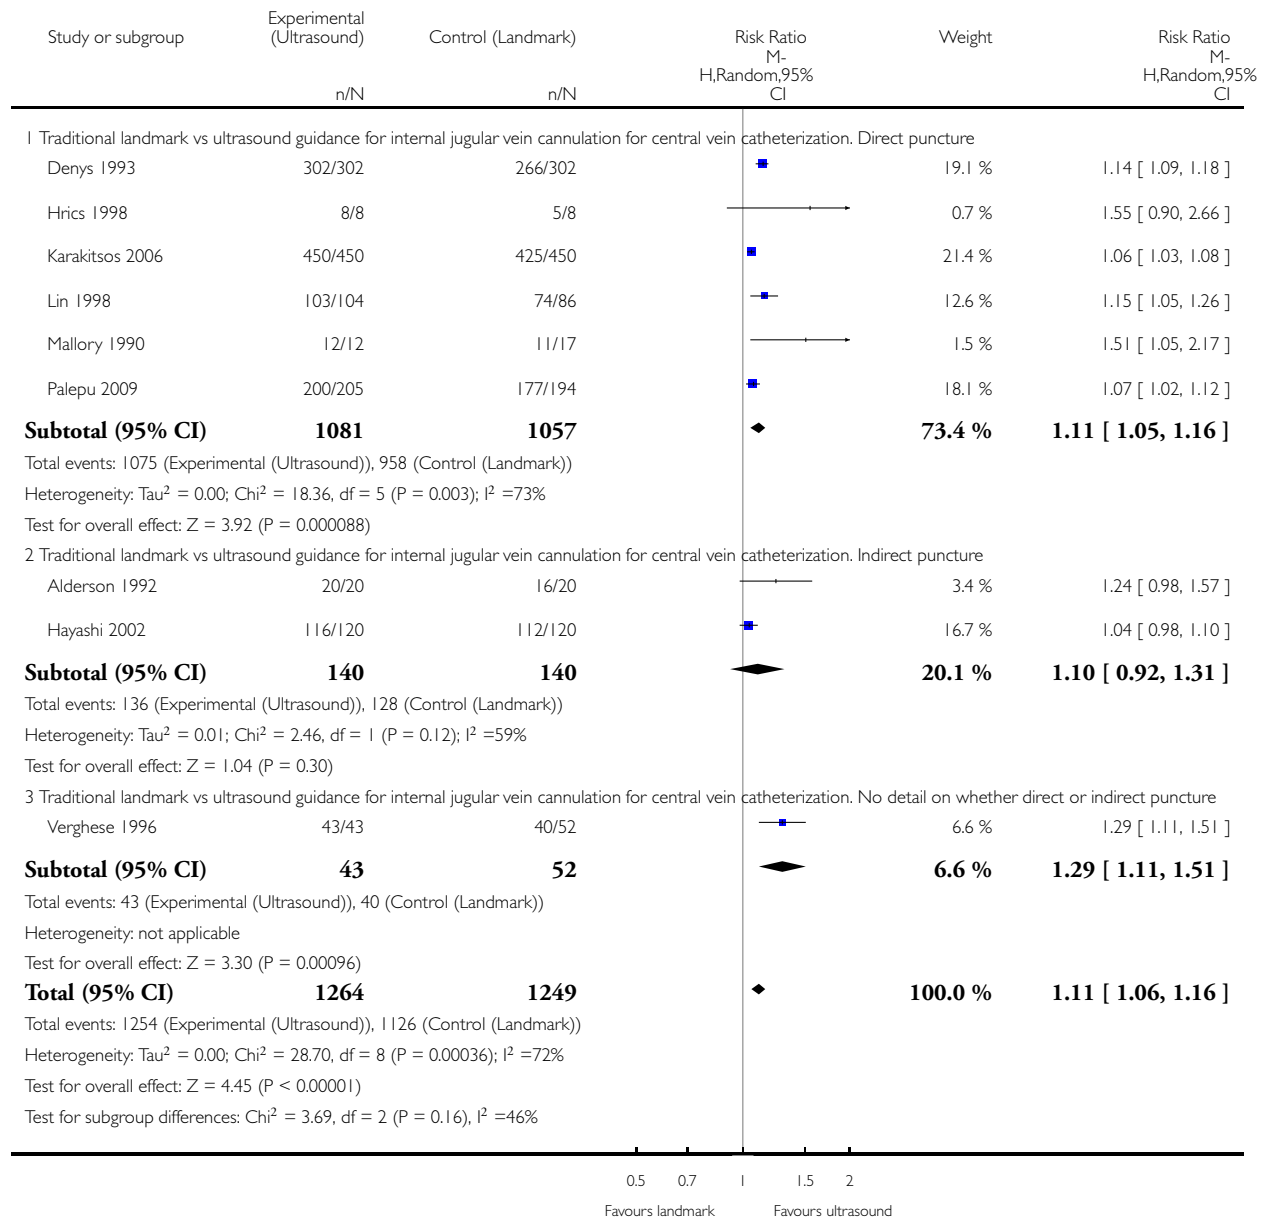 Experimental
Study or subgroup (Ultrasound) Control (Landmark) Risk Ratio Weight Risk Ratio
M- M-
H,Random,95% H,Random,95%
n/N n/N CI CI
1 Traditional landmark vs ultrasound guidance for internal jugular vein cannulation for central vein catheterization. Direct puncture
Denys 1993 302/302 266/302 19.1 % 1.14 [ 1.09, 1.18 ]
Hrics 1998 8/8 5/8 0.7 % 1.55 [ 0.90, 2.66 ]
Karakitsos 2006 450/450 425/450 21.4 % 1.06 [ 1.03, 1.08 ]
Lin 1998 103/104 74/86 12.6 % 1.15 [ 1.05, 1.26 ]
Mallory 1990 12/12 11/17 1.5 % 1.51 [ 1.05, 2.17 ]
Palepu 2009 200/205 177/194 18.1 % 1.07 [ 1.02, 1.12 ]
Subtotal (95% CI) 1081 1057 73.4 % 1.11 [ 1.05, 1.16 ]
Total events: 1075 (Experimental (Ultrasound)), 958 (Control (Landmark))
Heterogeneity: Tau² = 0.00; Chi² = 18.36, df = 5 (P = 0.003); I² =73%
Test for overall effect: Z = 3.92 (P = 0.000088)
2 Traditional landmark vs ultrasound guidance for internal jugular vein cannulation for central vein catheterization. Indirect puncture
Alderson 1992 20/20 16/20 3.4 % 1.24 [ 0.98, 1.57 ]
Hayashi 2002 116/120 112/120 16.7 % 1.04 [ 0.98, 1.10 ]
Subtotal (95% CI) 140 140 20.1 % 1.10 [ 0.92, 1.31 ]
Total events: 136 (Experimental (Ultrasound)), 128 (Control (Landmark))
Heterogeneity: Tau² = 0.01; Chi² = 2.46, df = 1 (P = 0.12); I² =59%
Test for overall effect: Z = 1.04 (P = 0.30)
3 Traditional landmark vs ultrasound guidance for internal jugular vein cannulation for central vein catheterization. No detail on whether direct or indirect puncture
Verghese 1996 43/43 40/52 6.6 % 1.29 [ 1.11, 1.51 ]
Subtotal (95% CI) 43 52 6.6 % 1.29 [ 1.11, 1.51 ]
Total events: 43 (Experimental (Ultrasound)), 40 (Control (Landmark))
Heterogeneity: not applicable
Test for overall effect: Z = 3.30 (P = 0.00096)
Total (95% CI) 1264 1249 100.0 % 1.11 [ 1.06, 1.16 ]
Total events: 1254 (Experimental (Ultrasound)), 1126 (Control (Landmark))
Heterogeneity: Tau² = 0.00; Chi² = 28.70, df = 8 (P = 0.00036); I² =72%
Test for overall effect: Z = 4.45 (P < 0.00001)
Test for subgroup differences: Chi² = 3.69, df = 2 (P = 0.16), I² =46%
0.5 0.7 1 1.5 2
Favours landmark Favours ultrasound